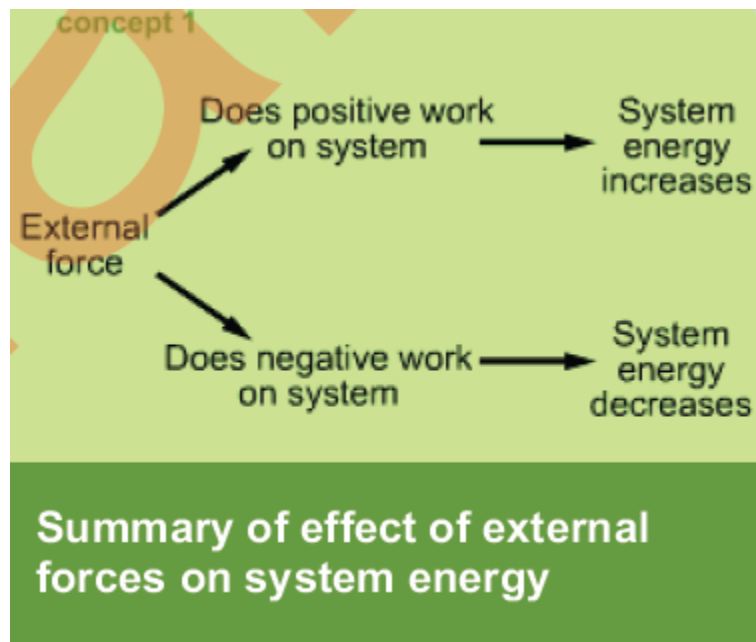 concept 1
Does positive work
on system
System
energy
increases
External
force
Does negative work
on system
System
energy
decreases
Summary of effect of external
forces on system energy